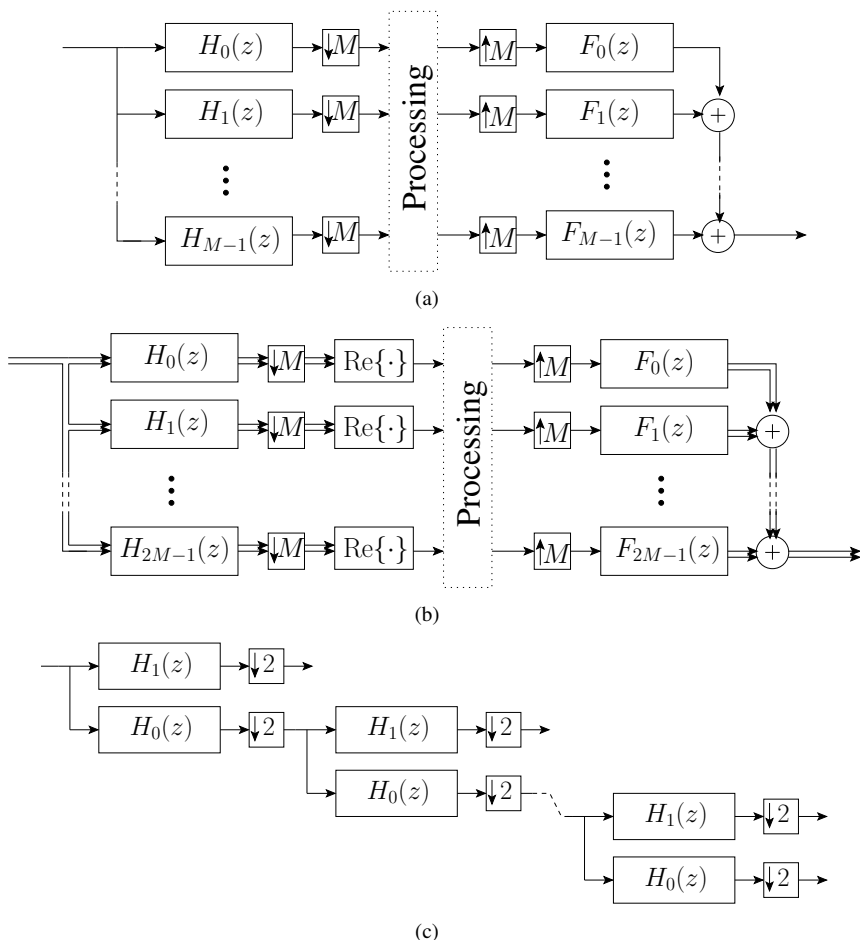 H_0(z) ↓M ↑M F_0(z)
H_1(z) ↓M ↑M F_1(z) +
Processing
⋮ ⋮
H_{M−1}(z) ↓M ↑M F_{M−1}(z) +
(a)
H_0(z) ↓M Re{·} ↑M F_0(z)
H_1(z) ↓M Re{·} ↑M F_1(z) +
Processing
⋮ ⋮
H_{2M−1}(z) ↓M Re{·} ↑M F_{2M−1}(z) +
(b)
H_1(z) ↓2
H_0(z) ↓2 H_1(z) ↓2
H_0(z) ↓2
H_1(z) ↓2
H_0(z) ↓2
(c)